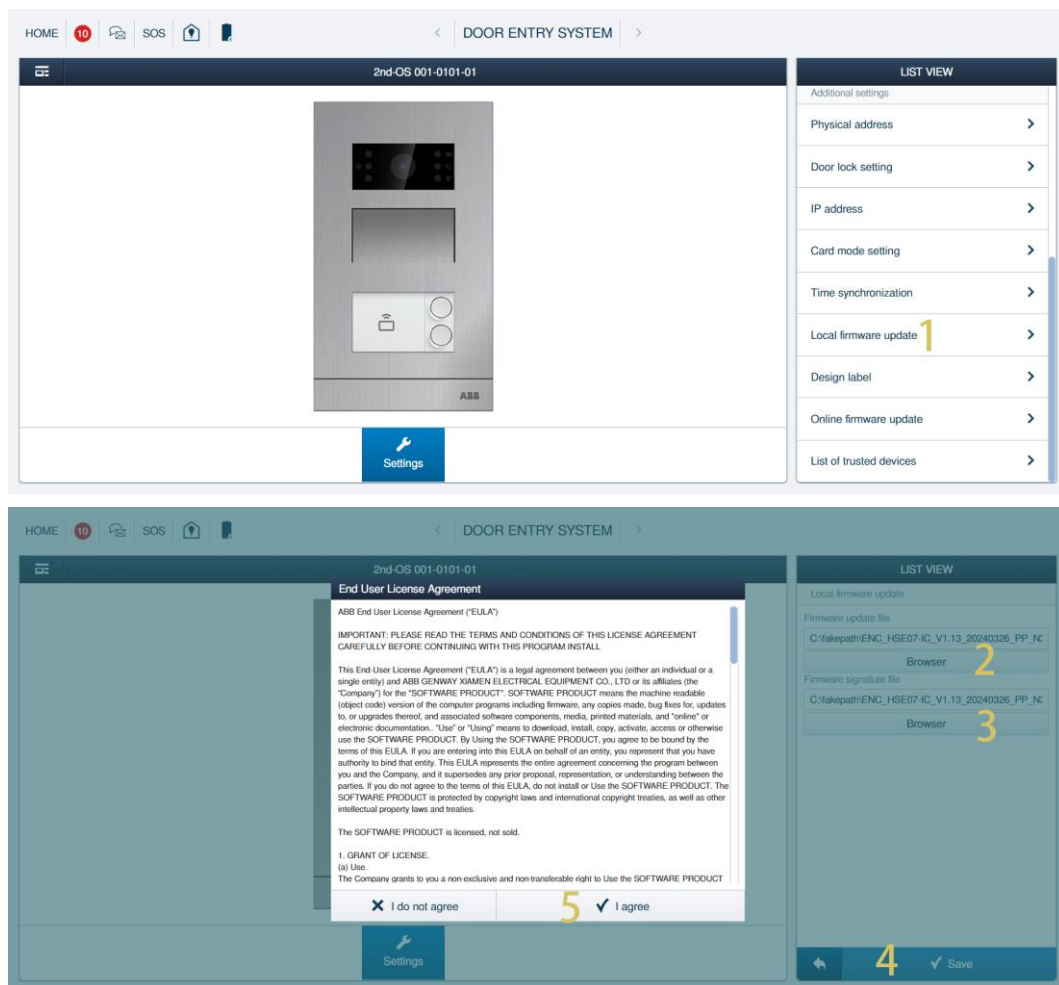 HOME 10 SOS < DOOR ENTRY SYSTEM >
2nd-OS 001-0101-01
ABB
Settings
LIST VIEW
Additional settings
Physical address
Door lock setting
IP address
Card mode setting
Time synchronization
Local firmware update 1
Design label
Online firmware update
List of trusted devices
HOME 10 SOS < DOOR ENTRY SYSTEM >
2nd-OS 001-0101-01
End User License Agreement
ABB End User License Agreement ("EULA")
IMPORTANT: PLEASE READ THE TERMS AND CONDITIONS OF THIS LICENSE AGREEMENT
CAREFULLY BEFORE CONTINUING WITH THIS PROGRAM INSTALL
This End-User License Agreement ("EULA") is a legal agreement between you (either an individual or a
single entity) and ABB GENWAY XIAMEN ELECTRICAL EQUIPMENT CO., LTD or its affiliates (the
"Company") for the "SOFTWARE PRODUCT". SOFTWARE PRODUCT means the machine readable
(object code) version of the computer programs including firmware, any copies made, bug fixes for, updates
to, or upgrades thereof, and associated software components, media, printed materials, and "online" or
electronic documentation.. "Use" or "Using" means to download, install, copy, activate, access or otherwise
use the SOFTWARE PRODUCT. By Using the SOFTWARE PRODUCT, you agree to be bound by the
terms of this EULA. If you are entering into this EULA on behalf of an entity, you represent that you have
authority to bind that entity. This EULA represents the entire agreement concerning the program between
you and the Company, and it supersedes any prior proposal, representation, or understanding between the
parties. If you do not agree to the terms of this EULA, do not install or Use the SOFTWARE PRODUCT. The
SOFTWARE PRODUCT is protected by copyright laws and international copyright treaties, as well as other
intellectual property laws and treaties.
The SOFTWARE PRODUCT is licensed, not sold.
1. GRANT OF LICENSE.
(a) Use.
The Company grants to you a non-exclusive and non-transferable right to Use the SOFTWARE PRODUCT
I do not agree 5 I agree
Settings
LIST VIEW
Local firmware update
Firmware update file
C:\fakepath\ENC_HSE07-IC_V1.13_20240326_PP_N
Browser 2
Firmware signature file
C:\fakepath\ENC_HSE07-IC_V1.13_20240326_PP_N
Browser 3
4 Save